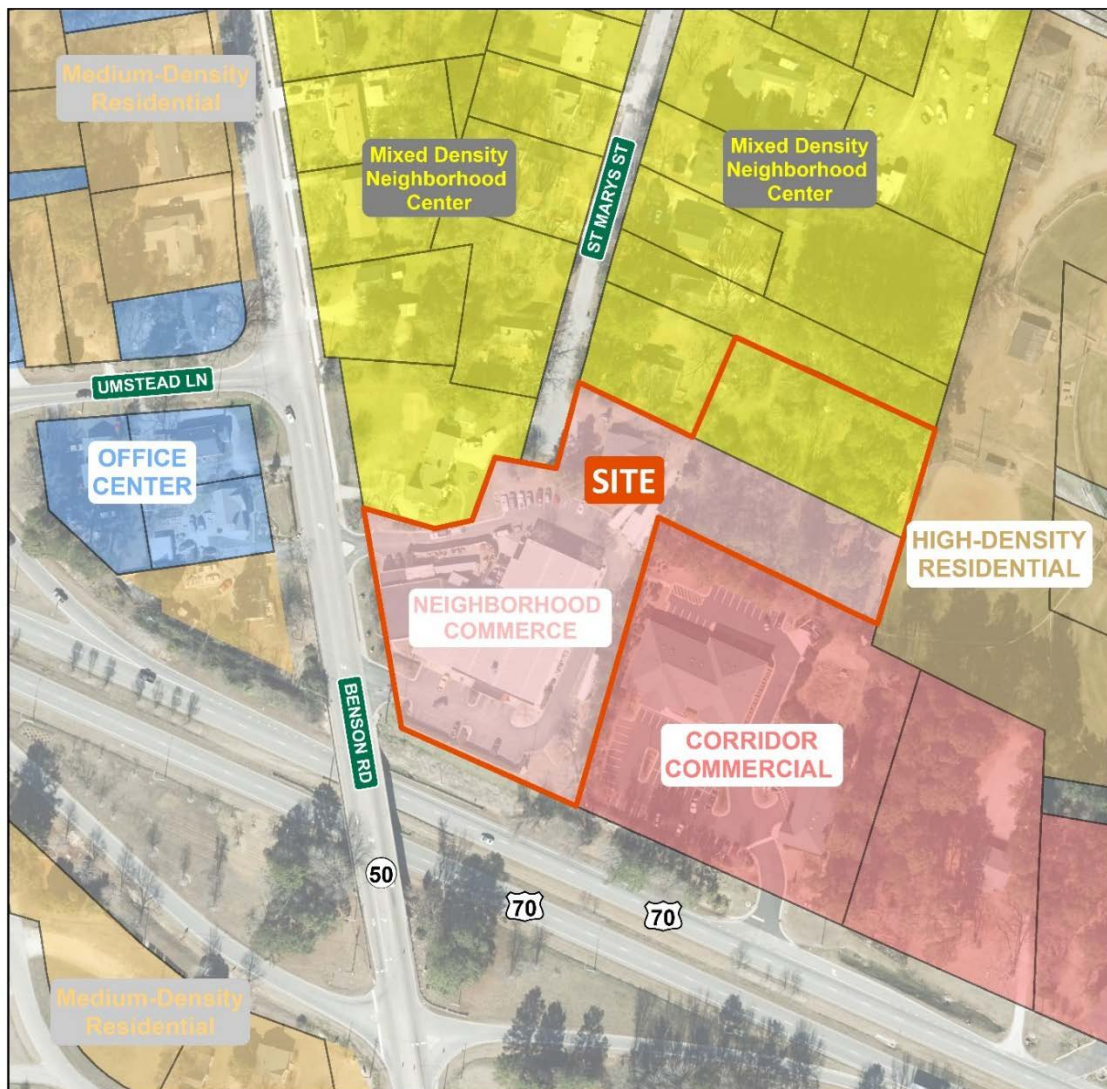 Medium-Density
Residential
Mixed Density
Neighborhood
Center
ST MARYS ST
Mixed Density
Neighborhood
Center
UMSTEAD LN
OFFICE
CENTER
SITE
HIGH-DENSITY
RESIDENTIAL
NEIGHBORHOOD
COMMERCE
BENSON RD
CORRIDOR
COMMERCIAL
50
70
70
Medium-Density
Residential